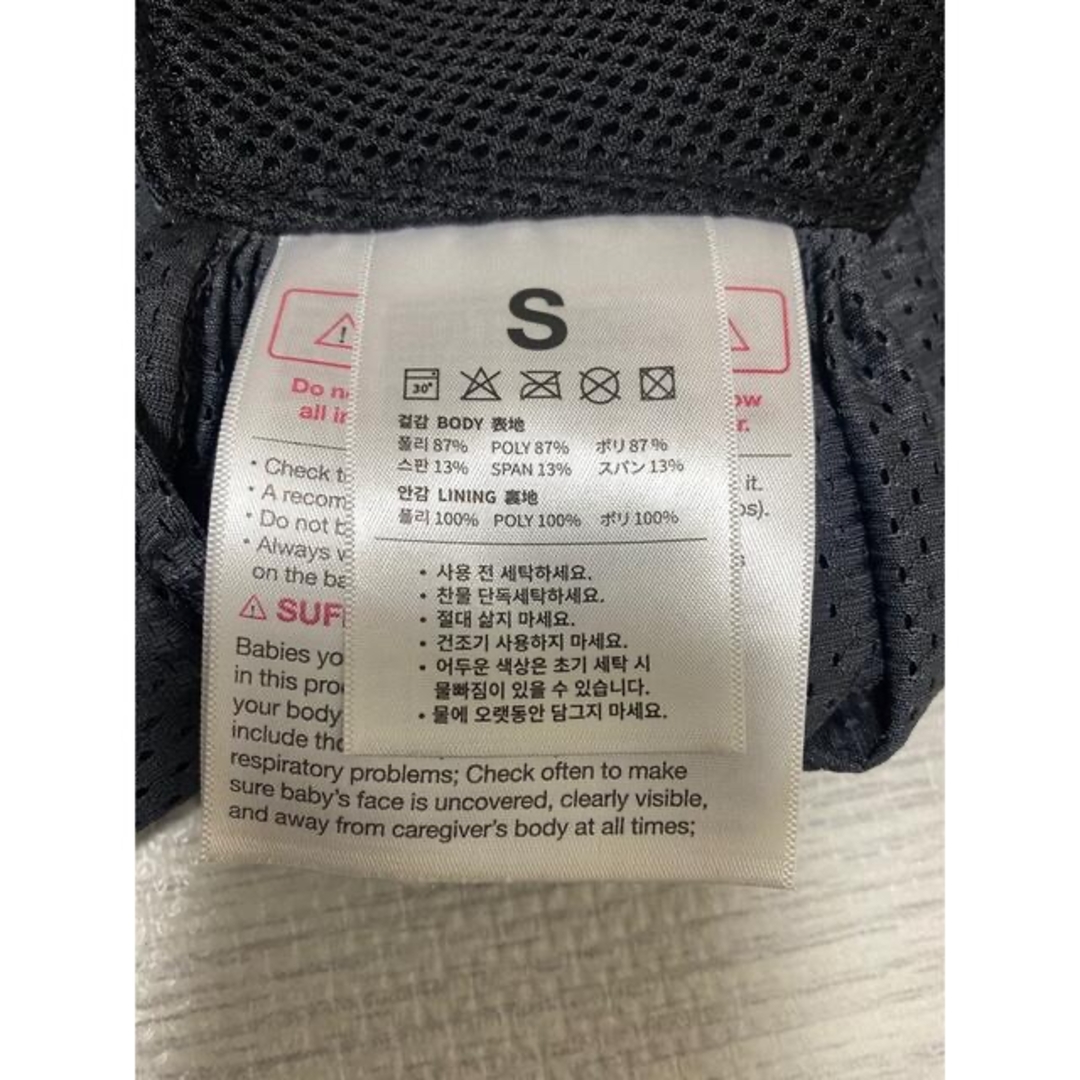 S
30°
겉감 BODY 表地
폴리 87% POLY 87% ポリ 87%
스판 13% SPAN 13% スパン 13%
안감 LINING 裏地
폴리 100% POLY 100% ポリ 100%
• 사용 전 세탁하세요.
• 찬물 단독세탁하세요.
• 절대 삶지 마세요.
• 건조기 사용하지 마세요.
• 어두운 색상은 초기 세탁 시
물빠짐이 있을 수 있습니다.
• 물에 오랫동안 담그지 마세요.
Do
all
• Check
it.
• A
• Do not
• Always
on the
Babies
in this
your body
include
respiratory problems; Check often to make
sure baby's face is uncovered, clearly visible,
and away from caregiver's body at all times;